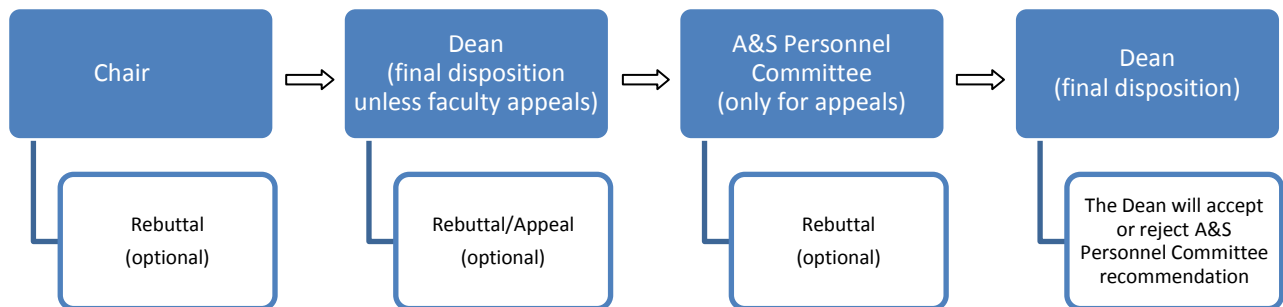 Chair
Dean
(final disposition
unless faculty appeals)
A&S Personnel
Committee
(only for appeals)
Dean
(final disposition)
Rebuttal
(optional)
Rebuttal/Appeal
(optional)
Rebuttal
(optional)
The Dean will accept
or reject A&S
Personnel Committee
recommendation